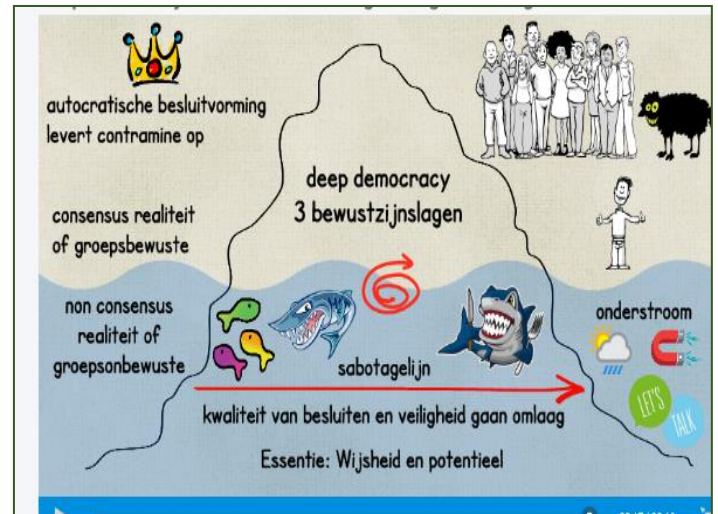 autocratische besluitvorming
levert contramine op
deep democracy
3 bewustzijnslagen
consensus realiteit
of groepsbewuste
non consensus
realiteit of
groepsonbewuste
onderstroom
sabotagelijn
LET'S
TALK
kwaliteit van besluiten en veiligheid gaan omlaag
Essentie: Wijsheid en potentieel